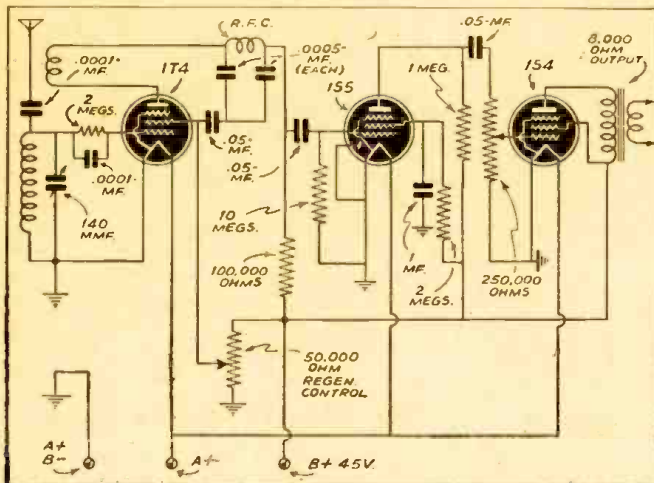 R.F.C.
.0001-
MF.
1T4
.0005-
MF.
(EACH)
1S5
.05-MF.
1S4
8,000
OHM
OUTPUT
1 MEG.
2
MEGS.
.05-
MF.
.0001-
MF.
.05-
MF.
140
MMF.
10
MEGS.
1
MF.
2
MEGS.
250,000
OHMS
100,000
OHMS
50,000
OHM
REGEN.
CONTROL
A+
B-
A+
B+ 45V.